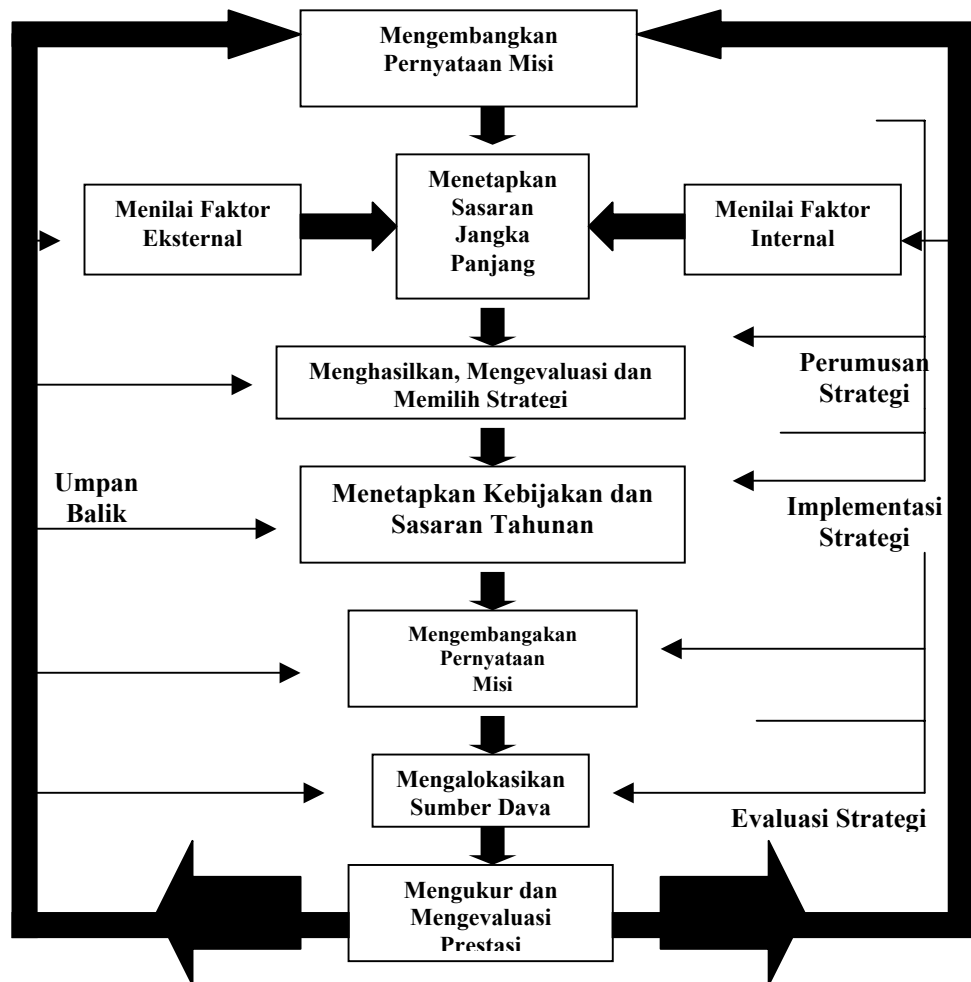 Mengembangkan
Pernyataan Misi
Menetapkan
Sasaran
Jangka
Panjang
Menilai Faktor
Eksternal
Menilai Faktor
Internal
Menghasilkan, Mengevaluasi dan
Memilih Strategi
Perumusan
Strategi
Umpan
Balik
Menetapkan Kebijakan dan
Sasaran Tahunan
Implementasi
Strategi
Mengembangakan
Pernyataan
Misi
Mengalokasikan
Sumber Daya
Evaluasi Strategi
Mengukur dan
Mengevaluasi
Prestasi